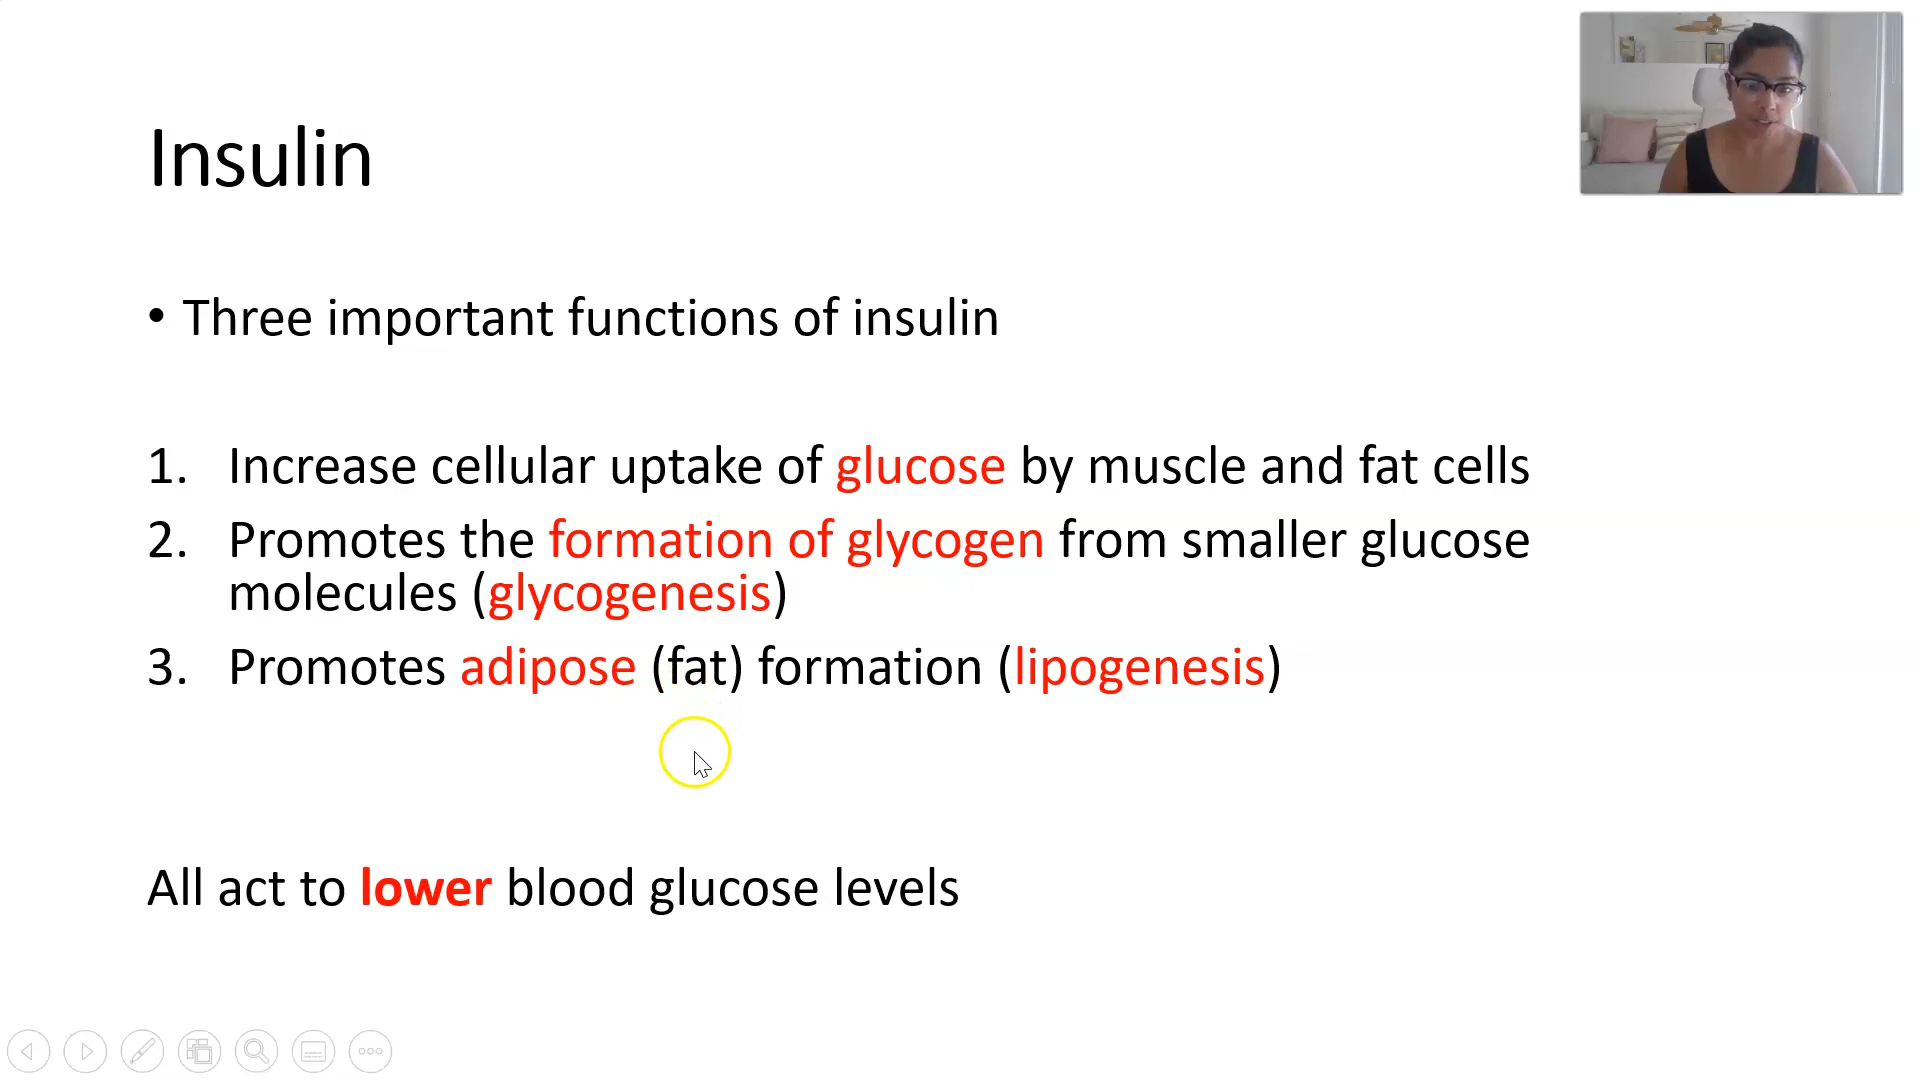 Insulin
• Three important functions of insulin
1. Increase cellular uptake of glucose by muscle and fat cells
2. Promotes the formation of glycogen from smaller glucose
molecules (glycogenesis)
3. Promotes adipose (fat) formation (lipogenesis)
All act to lower blood glucose levels